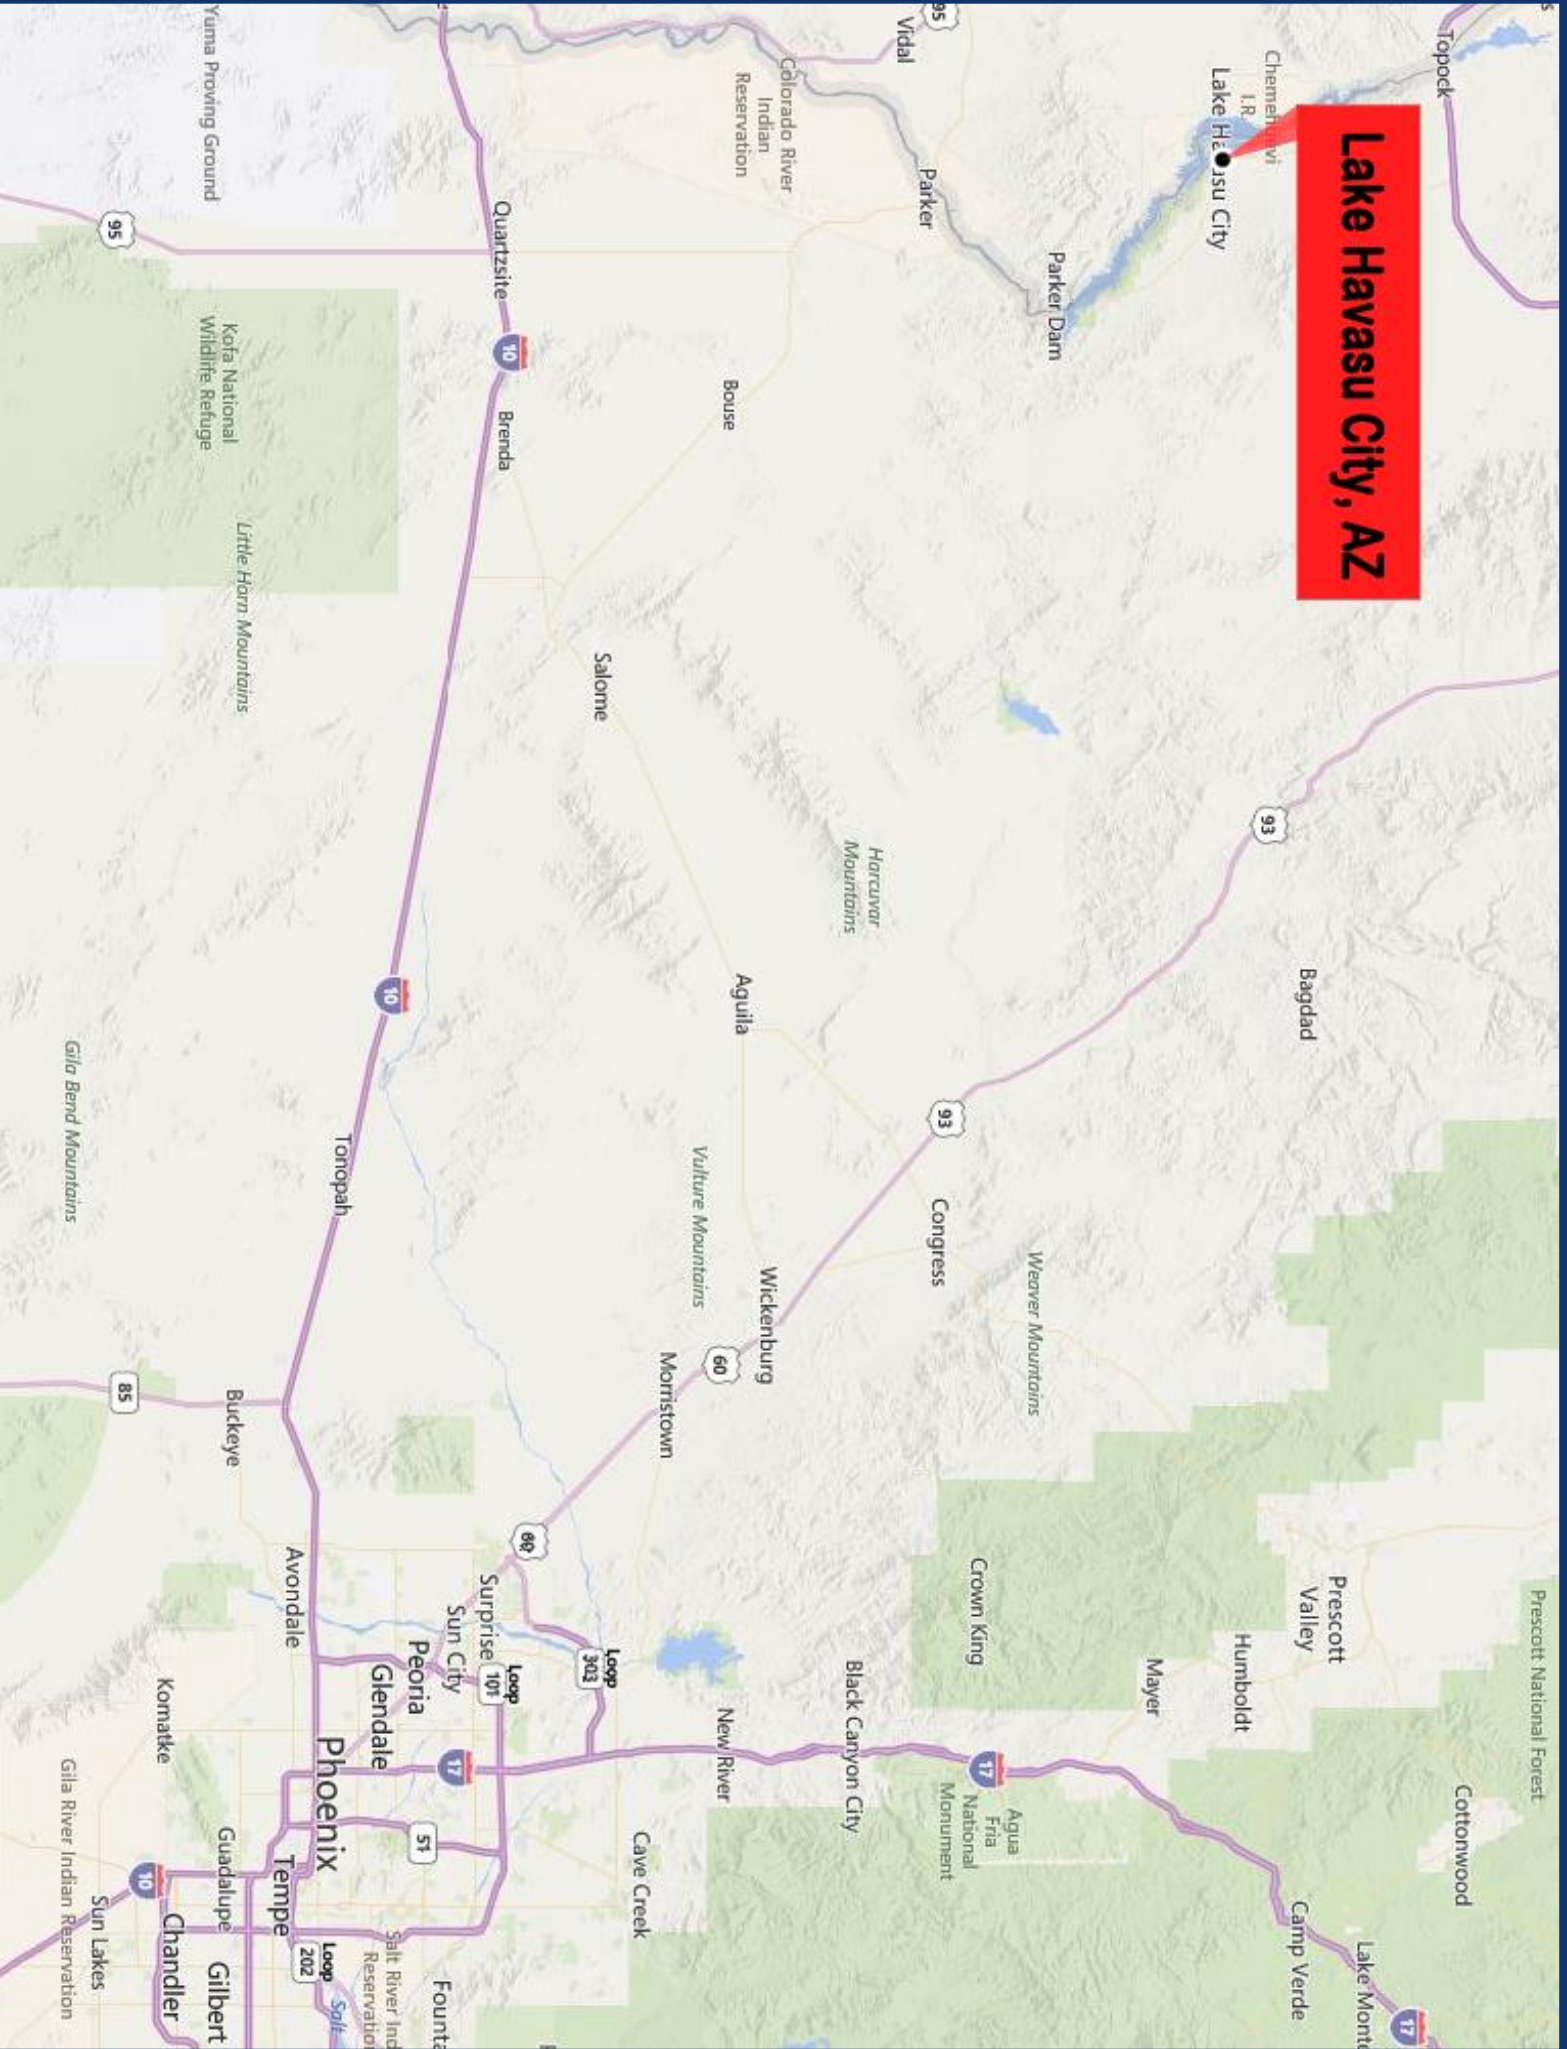 Prescott National Forest
Cottonwood
Topock
17
Lake Havasu City, AZ
Lake Monte
Prescott
Valley
Bagdad
Camp Verde
93
Chemehuevi
I.R.
Humboldt
Lake Havasu City
Mayer
Parker Dam
Weaver Mountains
Agua
Fria
National
Monument
17
Crown King
95
93
Congress
Parker
Vidal
Harcuvar
Mountains
Black Canyon City
Colorado River
Indian
Reservation
Wickenburg
Aguila
Bouse
New River
60
Vulture Mountains
Morristown
Cave Creek
Salome
Loop
303
60
Loop
101
Surprise
Quartzsite
10
Brenda
Sun City
17
Founta
51
Peoria
10
Salt River Ind
Reservation
Glendale
Tonopah
Salt
Phoenix
Loop
202
Avondale
Tempe
Little Horn Mountains
Kofa National
Wildlife Refuge
Buckeye
Guadalupe
Gilbert
Yuma Proving Ground
Chandler
Komatke
10
95
85
Sun Lakes
Gila Bend Mountains
Gila River Indian Reservation